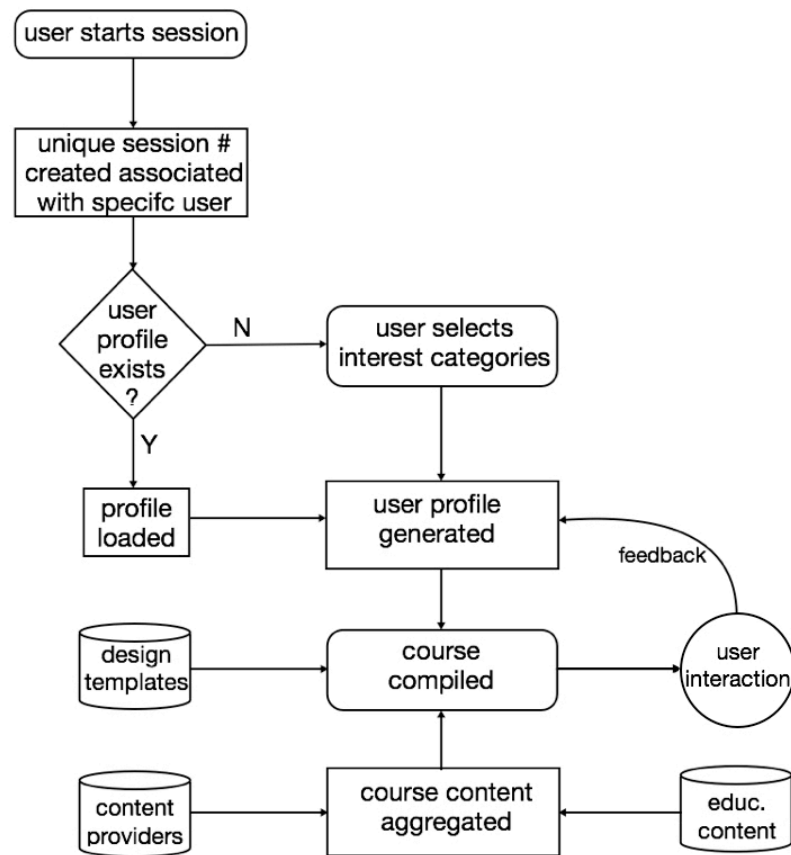 user starts session
unique session #
created associated
with specifc user
user
profile
exists
?
N
user selects
interest categories
Y
profile
loaded
user profile
generated
feedback
design
templates
course
compiled
user
interaction
content
providers
course content
aggregated
educ.
content